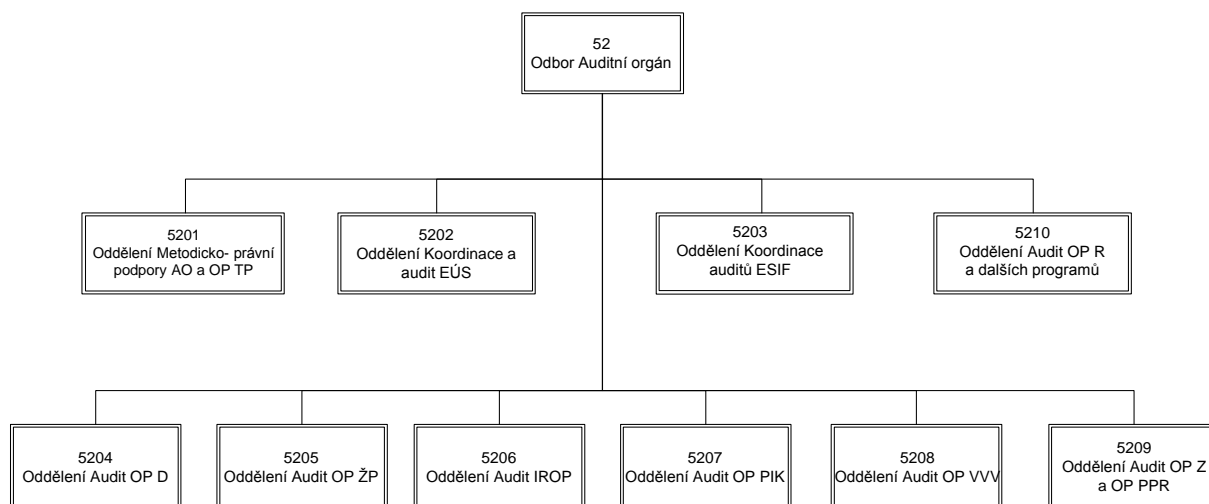 52
Odbor Auditní orgán
5201
Oddělení Metodicko- právní
podpory AO a OP TP
5202
Oddělení Koordinace a
audit EÚS
5203
Oddělení Koordinace
auditů ESIF
5210
Oddělení Audit OP R
a dalších programů
5204
Oddělení Audit OP D
5205
Oddělení Audit OP ŽP
5206
Oddělení Audit IROP
5207
Oddělení Audit OP PIK
5208
Oddělení Audit OP VVV
5209
Oddělení Audit OP Z
a OP PPR